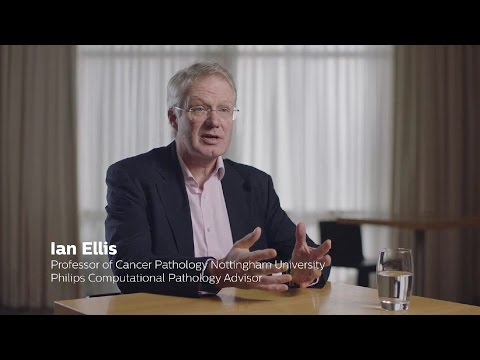 Ian Ellis
Professor of Cancer Pathology Nottingham University
Philips Computational Pathology Advisor